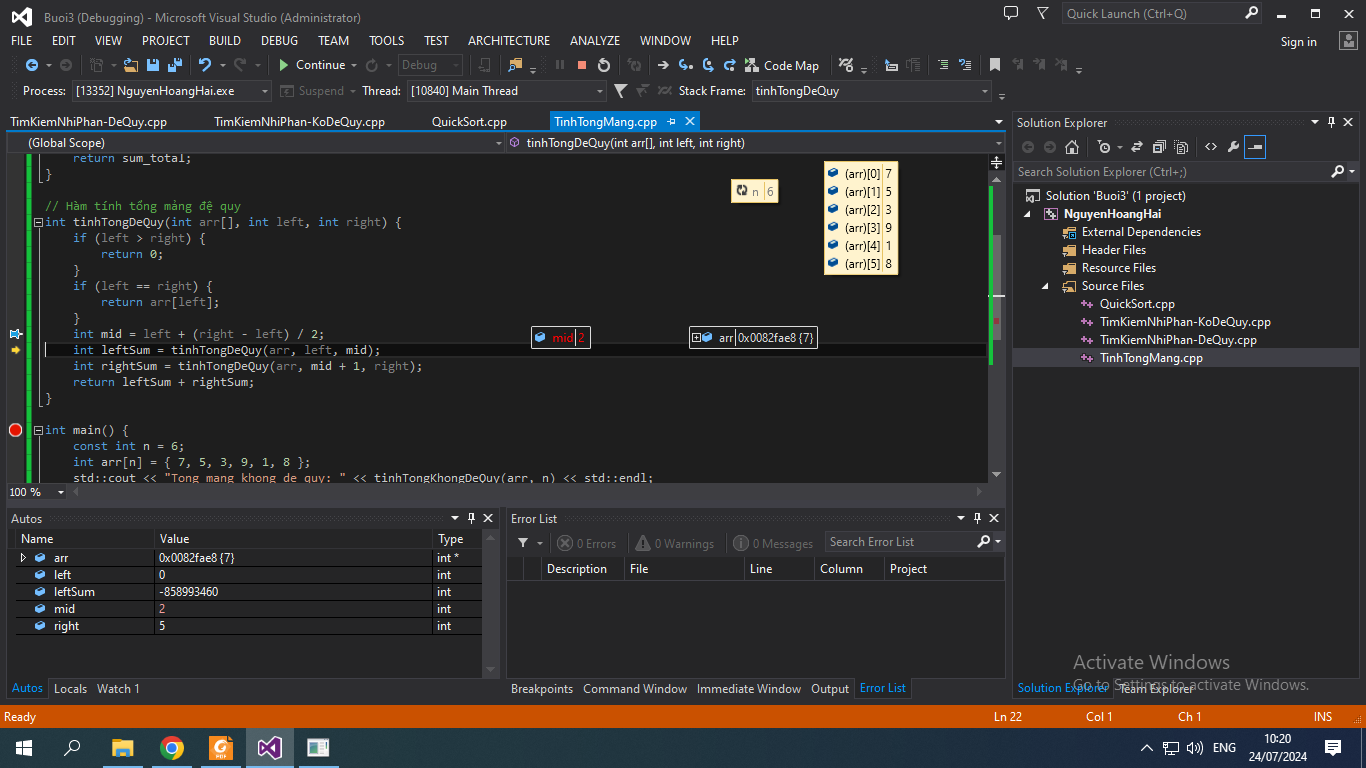 Buoi3 (Debugging) - Microsoft Visual Studio (Administrator)
Quick Launch (Ctrl+Q)
FILE EDIT VIEW PROJECT BUILD DEBUG TEAM TOOLS TEST ARCHITECTURE ANALYZE WINDOW HELP
Sign in
Continue Debug Code Map
Process: [13352] NguyenHoangHai.exe Suspend Thread: [10840] Main Thread Stack Frame: tinhTongDeQuy
TimKiemNhiPhan-DeQuy.cpp TimKiemNhiPhan-KoDeQuy.cpp QuickSort.cpp TinhTongMang.cpp
(Global Scope) tinhTongDeQuy(int arr[], int left, int right)
return sum_total;
}
// Hàm tính tổng mảng đệ quy
int tinhTongDeQuy(int arr[], int left, int right) {
if (left > right) {
return 0;
}
if (left == right) {
return arr[left];
}
int mid = left + (right - left) / 2;
int leftSum = tinhTongDeQuy(arr, left, mid);
int rightSum = tinhTongDeQuy(arr, mid + 1, right);
return leftSum + rightSum;
}
int main() {
const int n = 6;
int arr[n] = { 7, 5, 3, 9, 1, 8 };
std::cout << "Tong mang khong de quy: " << tinhTongKhongDeQuy(arr, n) << std::endl;
n 6
(arr)[0] 7
(arr)[1] 5
(arr)[2] 3
(arr)[3] 9
(arr)[4] 1
(arr)[5] 8
mid 2
arr 0x0082fae8 {7}
100 %
Solution Explorer
Search Solution Explorer (Ctrl+;)
Solution 'Buoi3' (1 project)
NguyenHoangHai
External Dependencies
Header Files
Resource Files
Source Files
QuickSort.cpp
TimKiemNhiPhan-KoDeQuy.cpp
TimKiemNhiPhan-DeQuy.cpp
TinhTongMang.cpp
Autos
Name Value Type
arr 0x0082fae8 {7} int *
left 0 int
leftSum -858993460 int
mid 2 int
right 5 int
Autos Locals Watch 1
Error List
0 Errors 0 Warnings 0 Messages Search Error List
Description File Line Column Project
Breakpoints Command Window Immediate Window Output Error List
Activate Windows
Go to Settings to activate Windows.
Solution Explorer Team Explorer
Ready Ln 22 Col 1 Ch 1 INS
ENG
10:20
24/07/2024